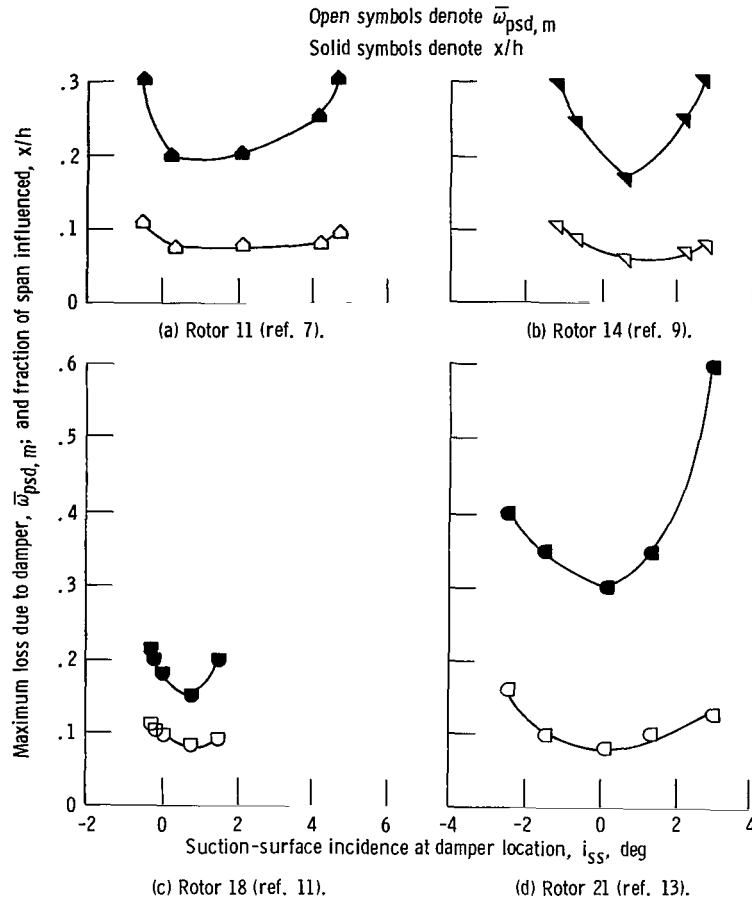 Open symbols denote ω̅psd, m
Solid symbols denote x/h
Maximum loss due to damper, ω̅psd, m; and fraction of span influenced, x/h
.3
.2
.1
0
(a) Rotor 11 (ref. 7).
(b) Rotor 14 (ref. 9).
.6
.5
.4
.3
.2
.1
0
-2 0 2 4 6
-4 -2 0 2 4
Suction-surface incidence at damper location, iss, deg
(c) Rotor 18 (ref. 11).
(d) Rotor 21 (ref. 13).